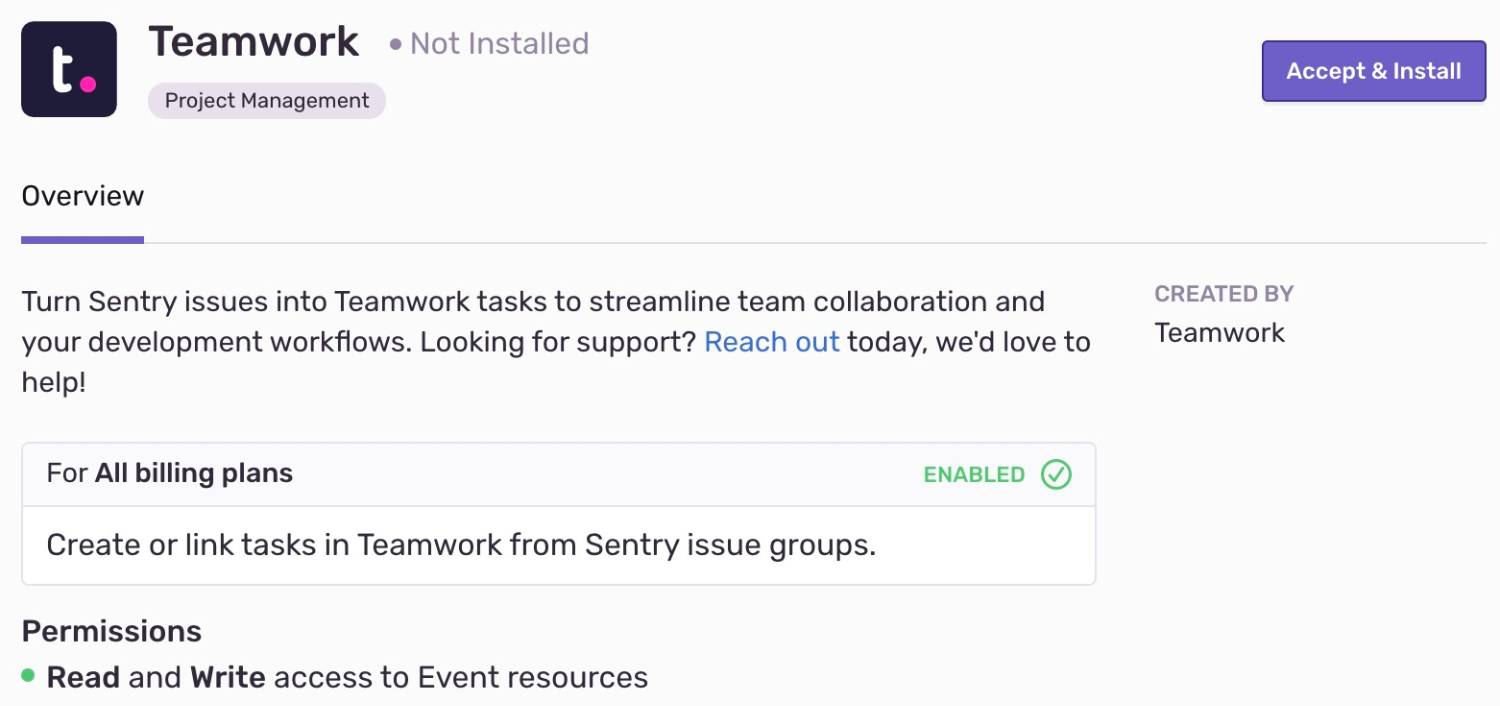 t.
Teamwork
Not Installed
Accept & Install
Project Management
Overview
Turn Sentry issues into Teamwork tasks to streamline team collaboration and
your development workflows. Looking for support? Reach out today, we'd love to
help!
CREATED BY
Teamwork
For All billing plans
ENABLED
Create or link tasks in Teamwork from Sentry issue groups.
Permissions
Read and Write access to Event resources